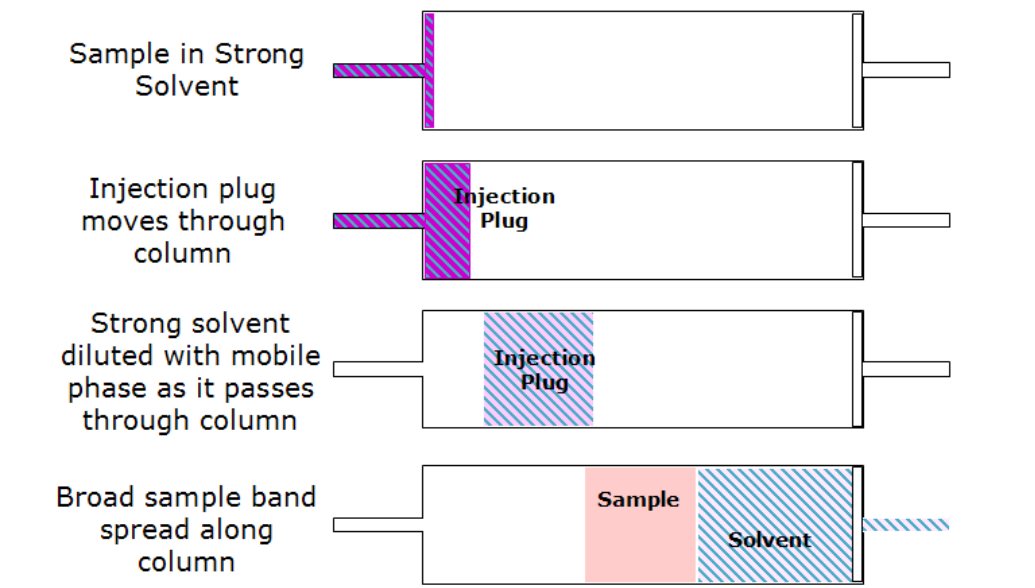 Sample in Strong
Solvent
Injection plug
moves through
column
Injection
Plug
Strong solvent
diluted with mobile
phase as it passes
through column
Injection
Plug
Broad sample band
spread along
column
Sample
Solvent